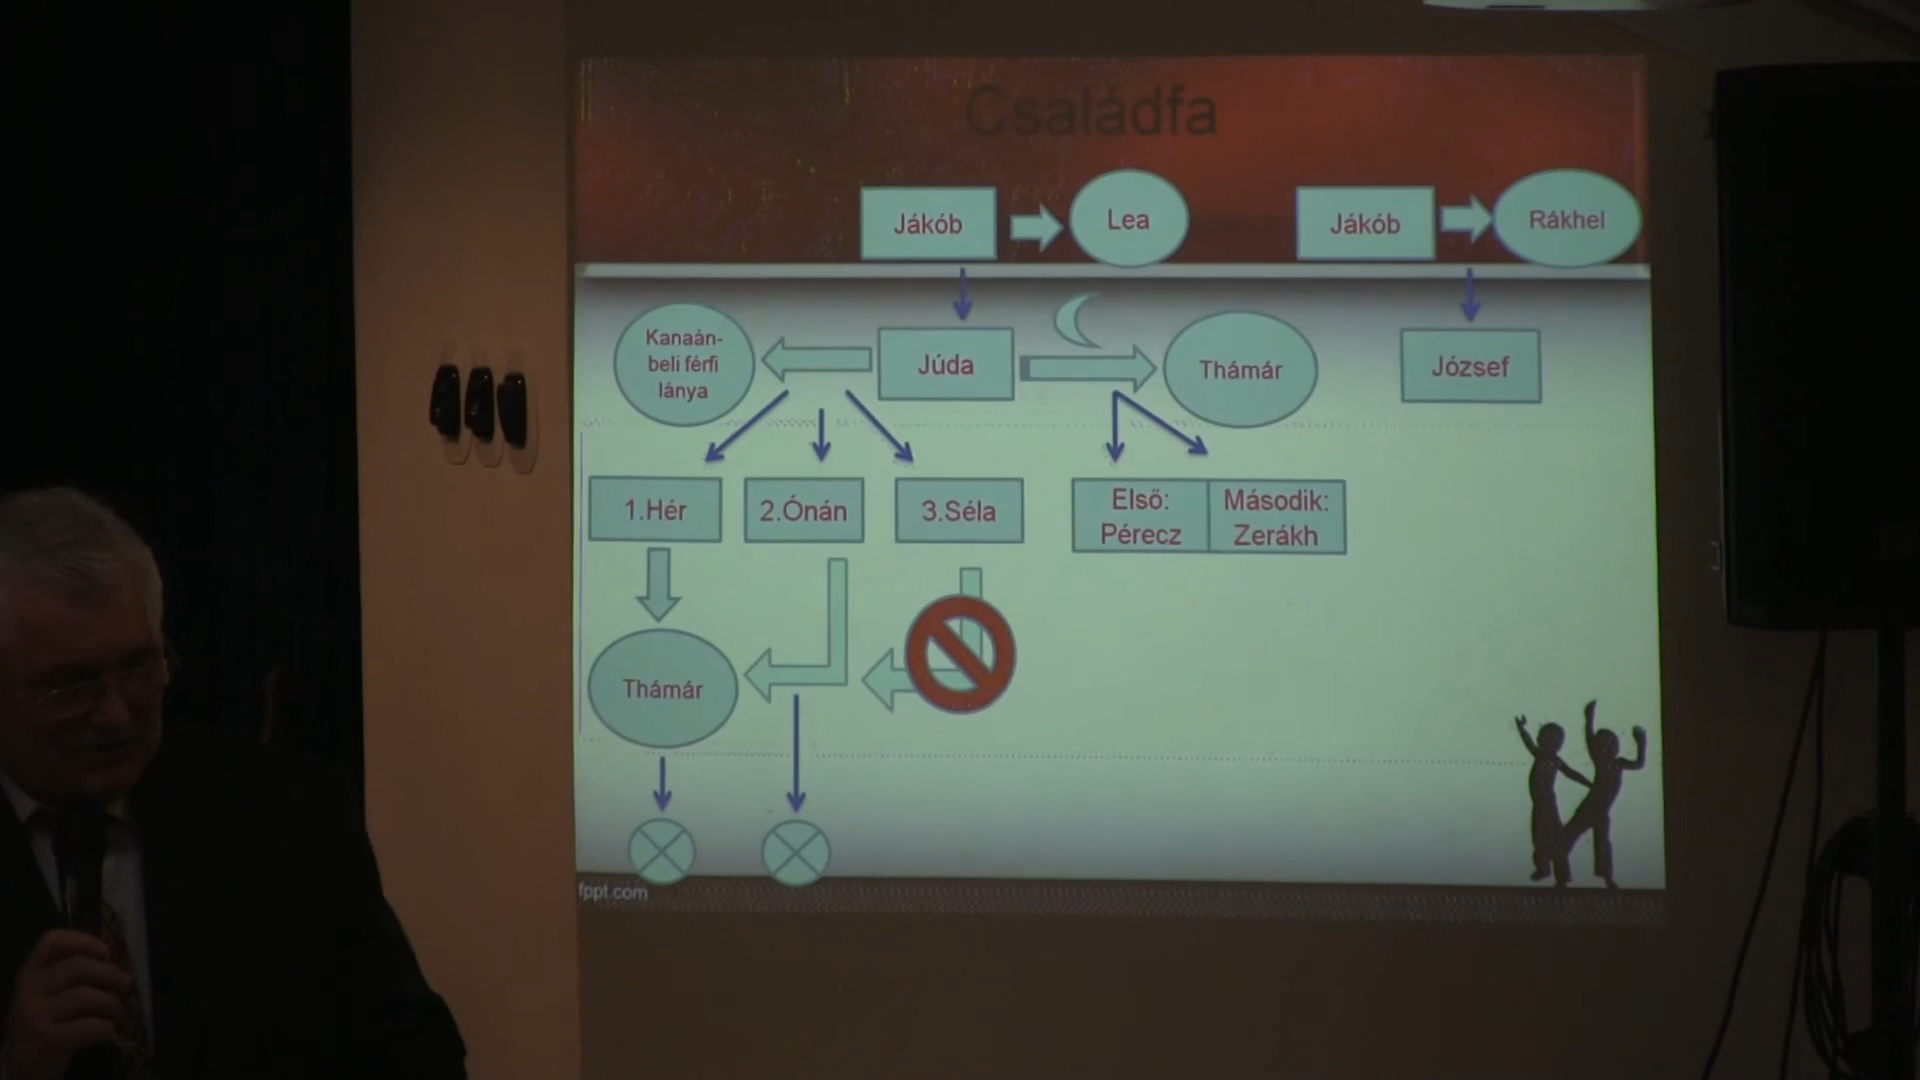 Családfa
Jákób
Lea
Jákób
Rákhel
Kanaán-
beli férfi
lánya
Júda
Thámár
József
1.Hér
2.Ónán
3.Séla
Első:
Pérecz
Második:
Zerákh
Thámár
fppt.com